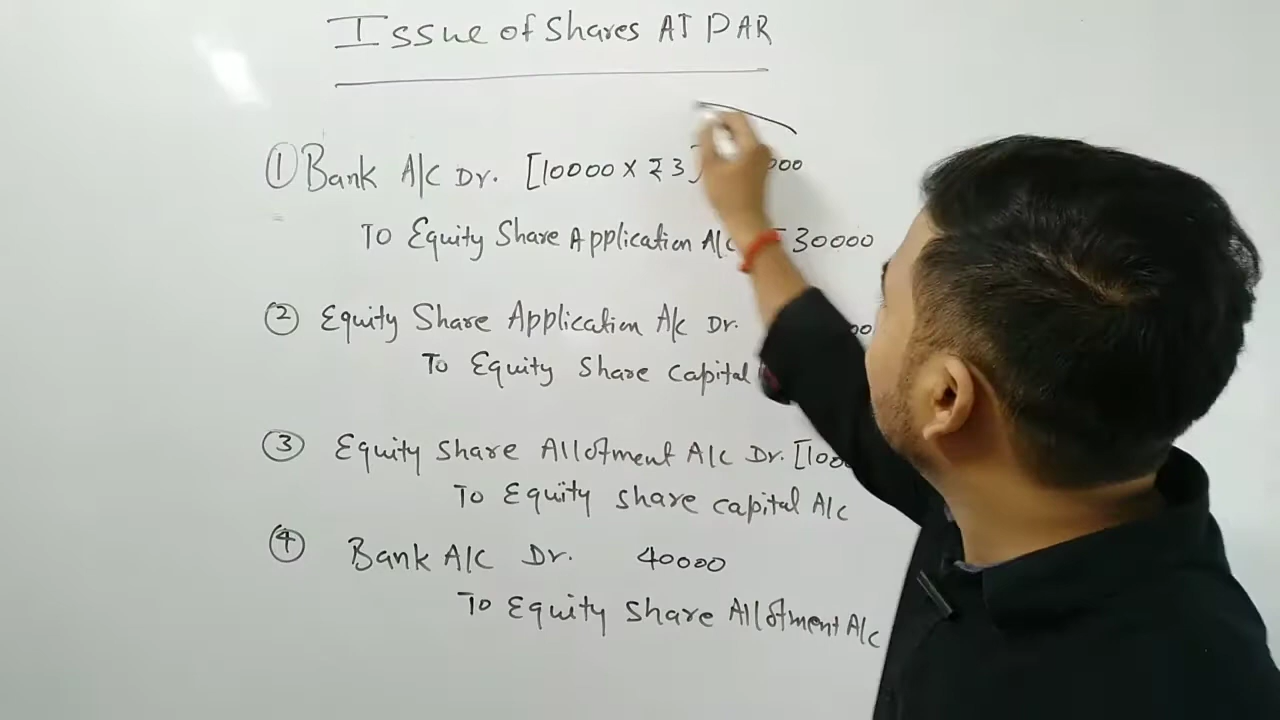 Issue of Shares AT PAR
① Bank A/c Dr. [10000 x ₹3]
To Equity Share Application A/c 30000
② Equity Share Application A/c Dr.
To Equity Share Capital
③ Equity Share Allotment A/c Dr.
To Equity share capital A/c
④ Bank A/C Dr. 40000
To Equity Share Allotment A/c